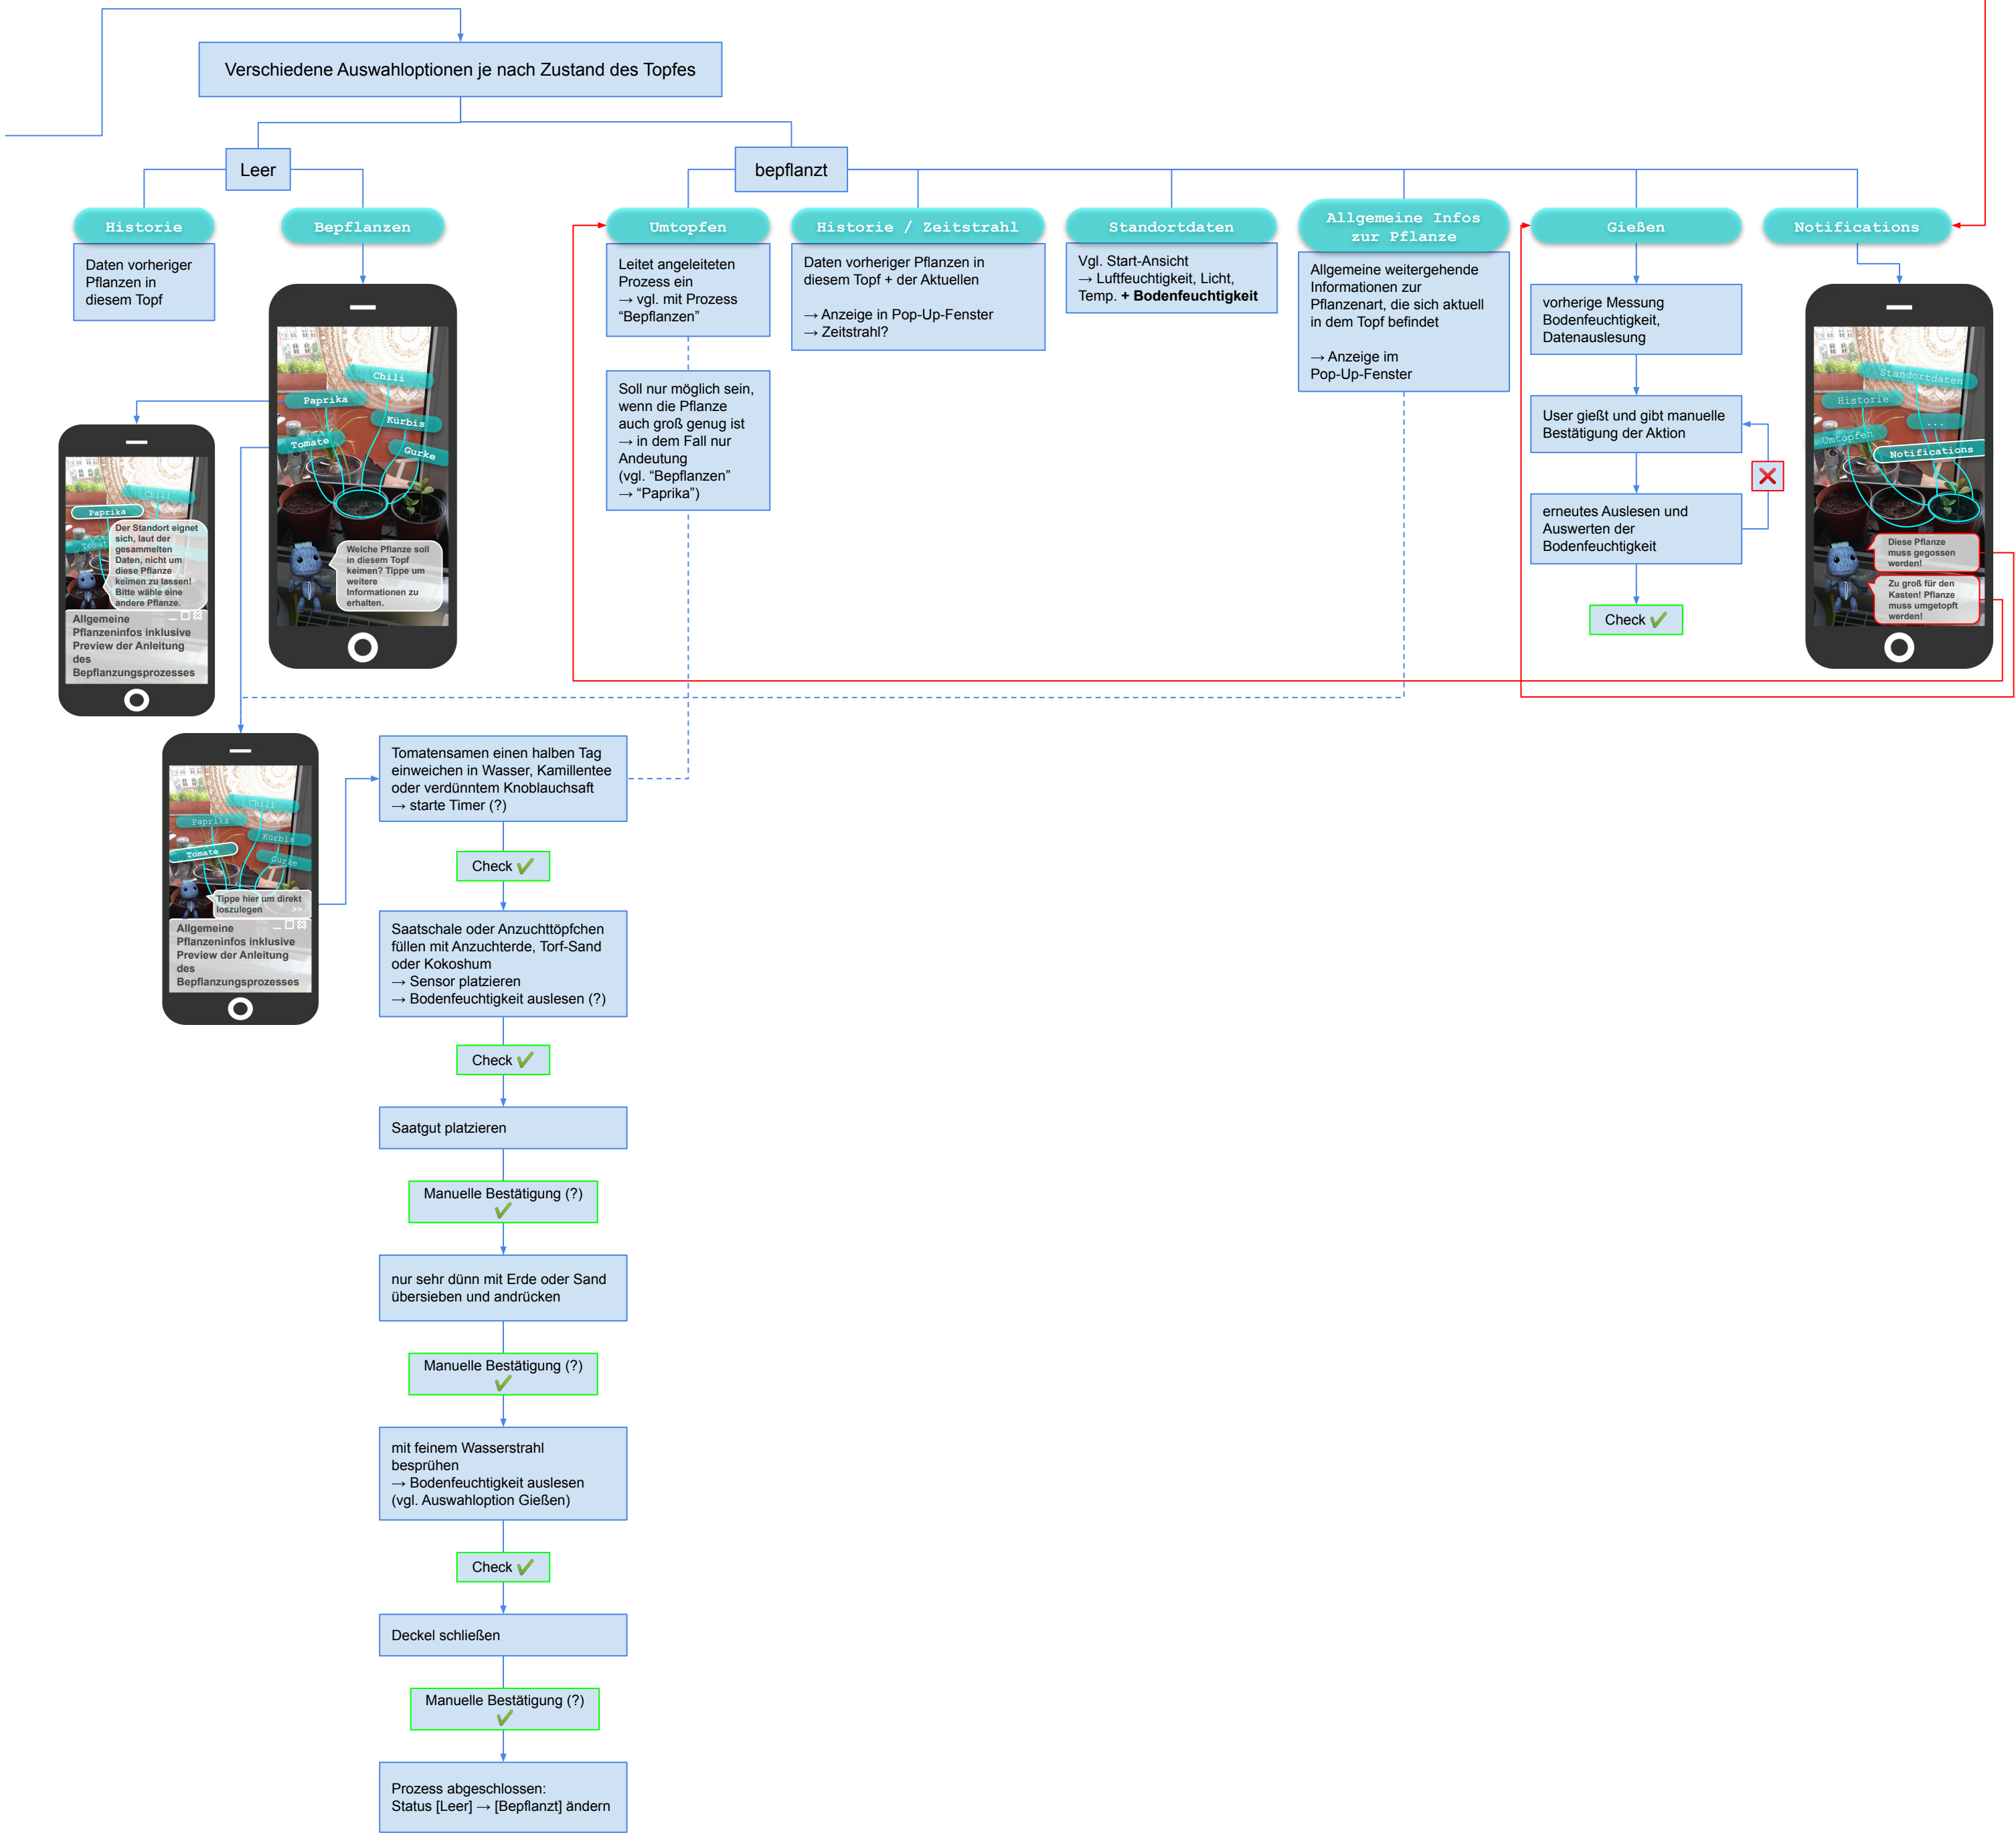 Verschiedene Auswahloptionen je nach Zustand des Topfes
Leer
bepflanzt
Historie
Daten vorheriger
Pflanzen in
diesem Topf
Bepflanzen
Chili
Paprika
Kürbis
Tomate
Gurke
Welche Pflanze soll
in diesem Topf
keimen? Tippe um
weitere
Informationen zu
erhalten.
Chili
Paprika
Tomat
Der Standort eignet
sich, laut der
gesammelten
Daten, nicht um
diese Pflanze
keimen zu lassen!
Bitte wähle eine
andere Pflanze.
Allgemeine
Pflanzeninfos inklusive
Preview der Anleitung
des
Bepflanzungsprozesses
Umtopfen
Leitet angeleiteten
Prozess ein
→ vgl. mit Prozess
“Bepflanzen”
Soll nur möglich sein,
wenn die Pflanze
auch groß genug ist
→ in dem Fall nur
Andeutung
(vgl. “Bepflanzen”
→ “Paprika”)
Historie / Zeitstrahl
Daten vorheriger Pflanzen in
diesem Topf + der Aktuellen
→ Anzeige in Pop-Up-Fenster
→ Zeitstrahl?
Standortdaten
Vgl. Start-Ansicht
→ Luftfeuchtigkeit, Licht,
Temp. + Bodenfeuchtigkeit
Allgemeine Infos
zur Pflanze
Allgemeine weitergehende
Informationen zur
Pflanzenart, die sich aktuell
in dem Topf befindet
→ Anzeige im
Pop-Up-Fenster
Gießen
vorherige Messung
Bodenfeuchtigkeit,
Datenauslesung
User gießt und gibt manuelle
Bestätigung der Aktion
erneutes Auslesen und
Auswerten der
Bodenfeuchtigkeit
Check ✓
Notifications
Standortdaten
Historie
...
Umtopfen
Notifications
Diese Pflanze
muss gegossen
werden!
Zu groß für den
Kasten! Pflanze
muss umgetopft
werden!
Chili
Paprika
Kürbis
Tomate
Gurke
Tippe hier um direkt
loszulegen >>
Allgemeine
Pflanzeninfos inklusive
Preview der Anleitung
des
Bepflanzungsprozesses
Tomatensamen einen halben Tag
einweichen in Wasser, Kamillentee
oder verdünntem Knoblauchsaft
→ starte Timer (?)
Check ✓
Saatschale oder Anzuchttöpfchen
füllen mit Anzuchterde, Torf-Sand
oder Kokoshum
→ Sensor platzieren
→ Bodenfeuchtigkeit auslesen (?)
Check ✓
Saatgut platzieren
Manuelle Bestätigung (?)
✓
nur sehr dünn mit Erde oder Sand
übersieben und andrücken
Manuelle Bestätigung (?)
✓
mit feinem Wasserstrahl
besprühen
→ Bodenfeuchtigkeit auslesen
(vgl. Auswahloption Gießen)
Check ✓
Deckel schließen
Manuelle Bestätigung (?)
✓
Prozess abgeschlossen:
Status [Leer] → [Bepflanzt] ändern